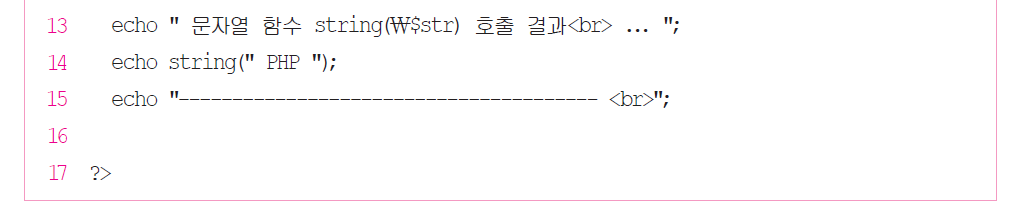 13 echo " 문자열 함수 string(₩$str) 호출 결과<br> ... ";
14 echo string(" PHP ");
15 echo "--------------------------------------- <br>";
16
17 ?>